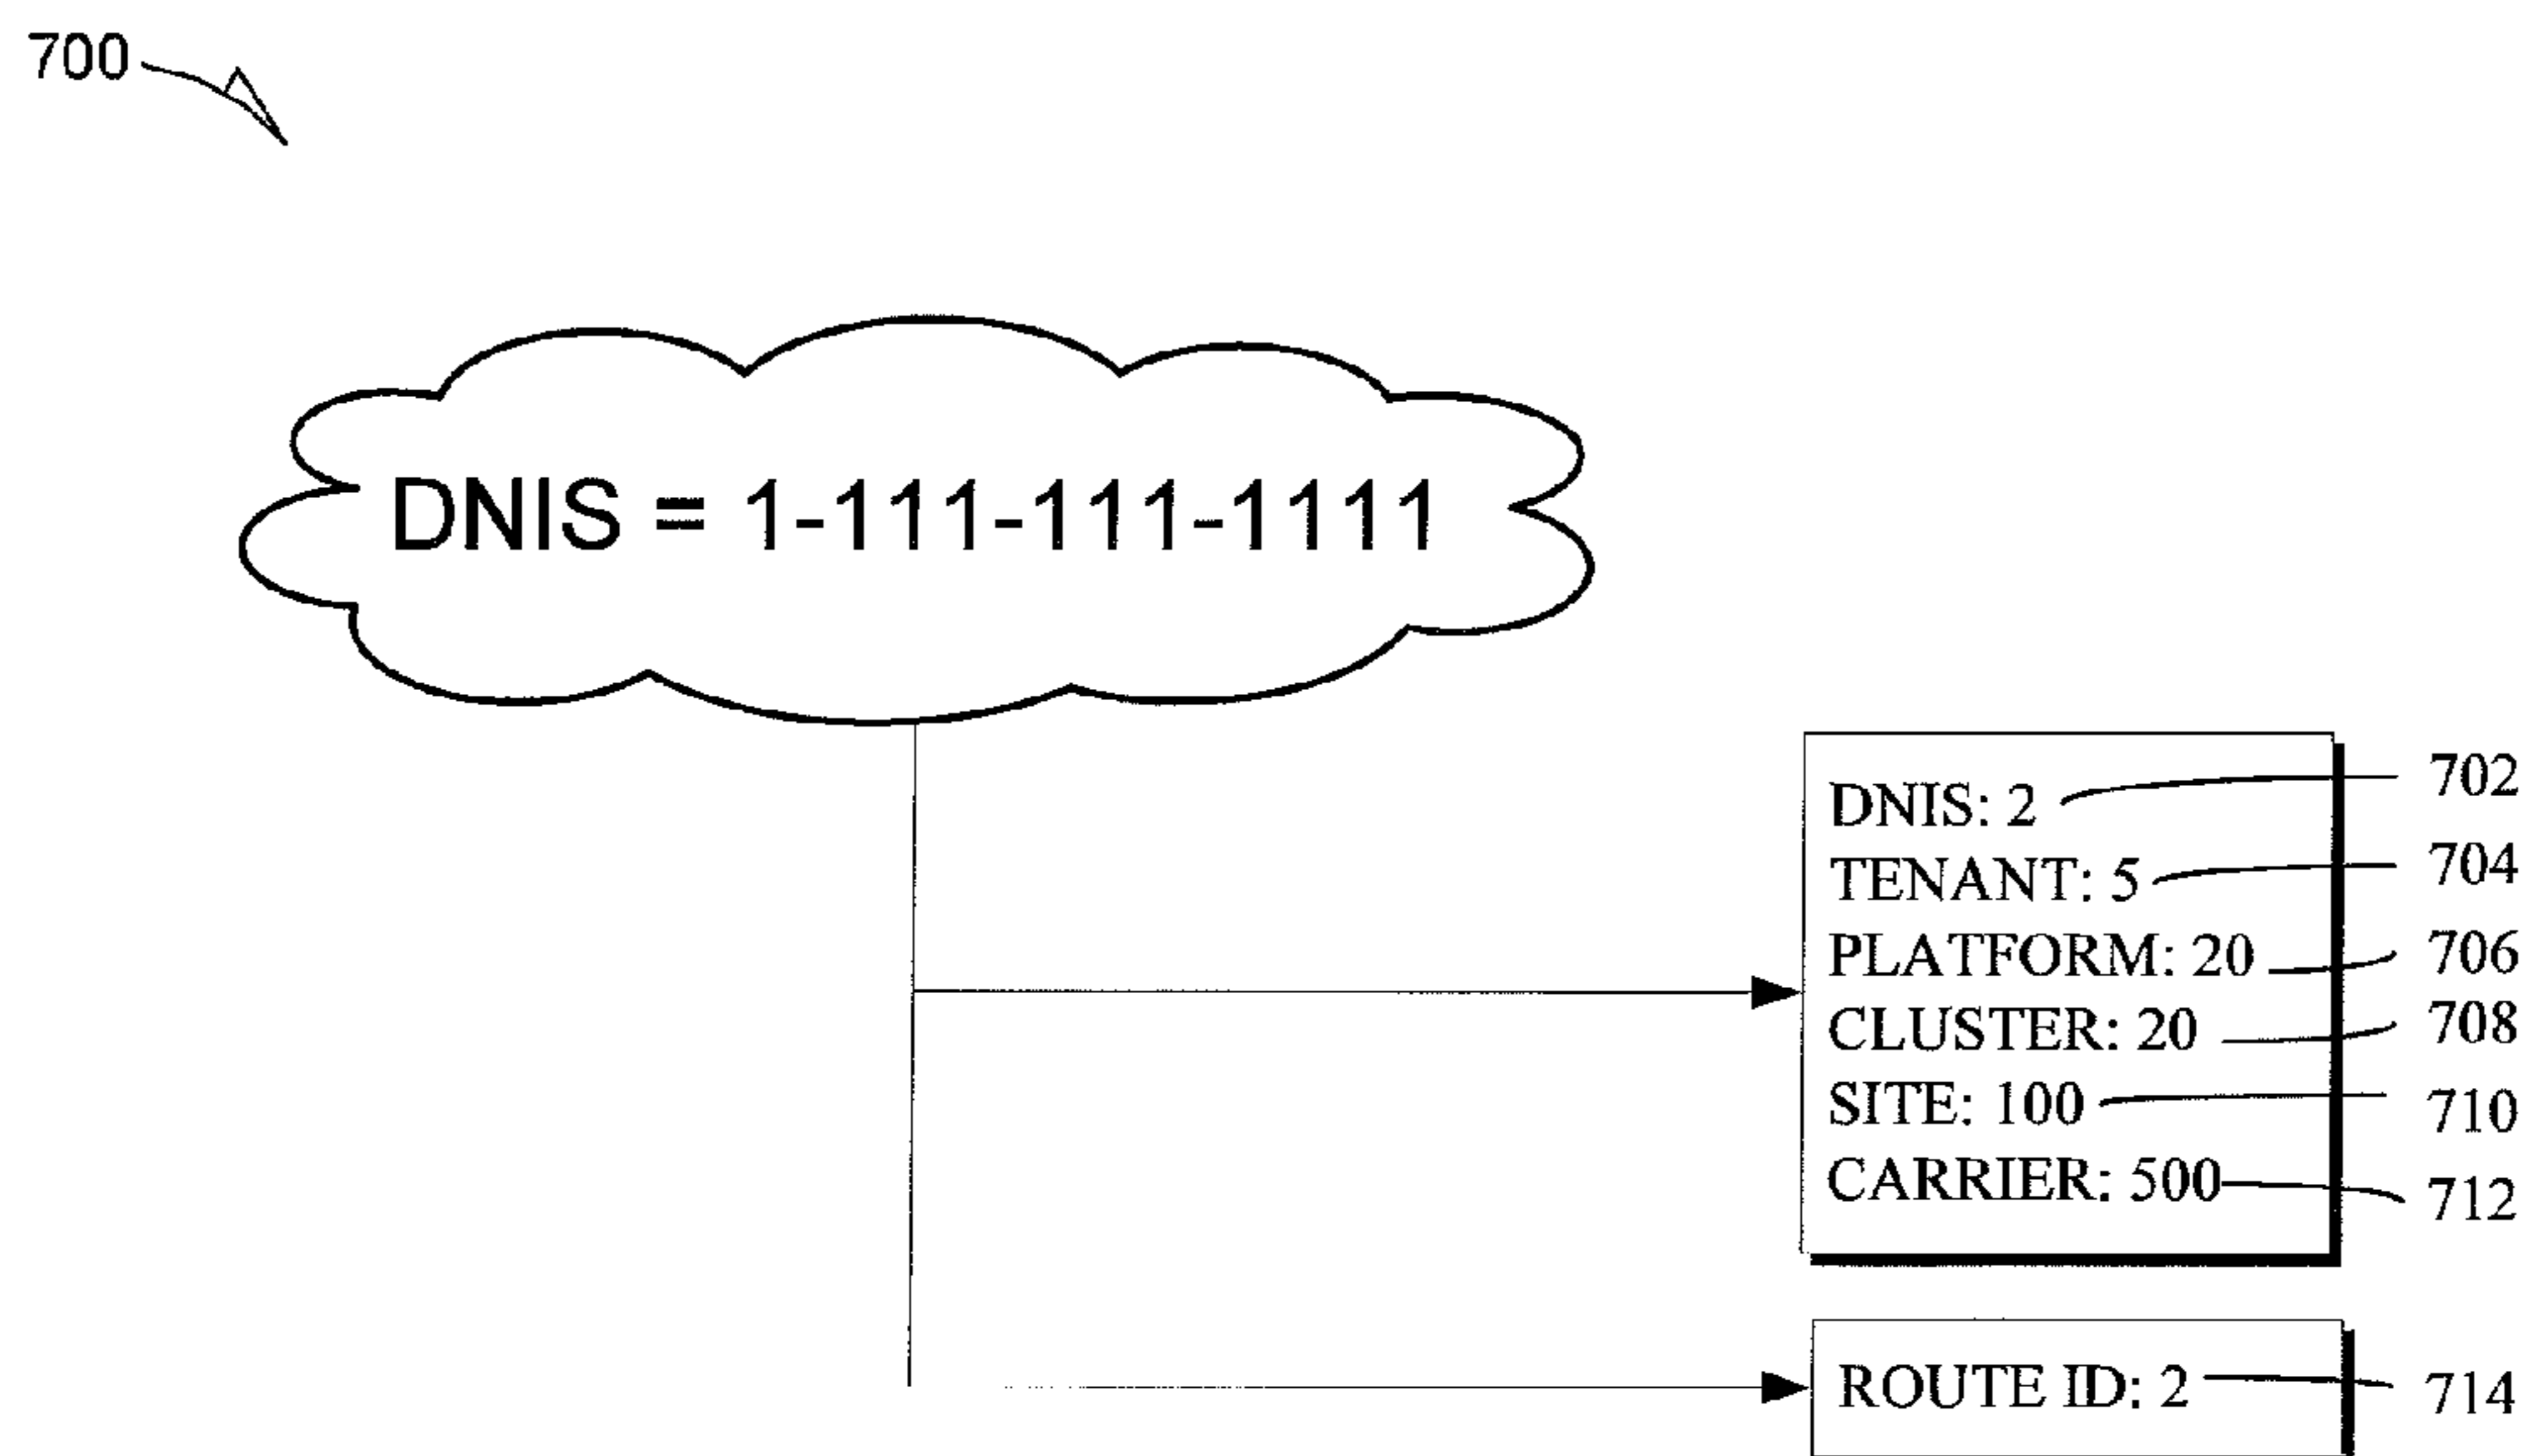 700
DNIS = 1-111-111-1111
DNIS: 2 702
TENANT: 5 704
PLATFORM: 20 706
CLUSTER: 20 708
SITE: 100 710
CARRIER: 500 712
ROUTE ID: 2 714